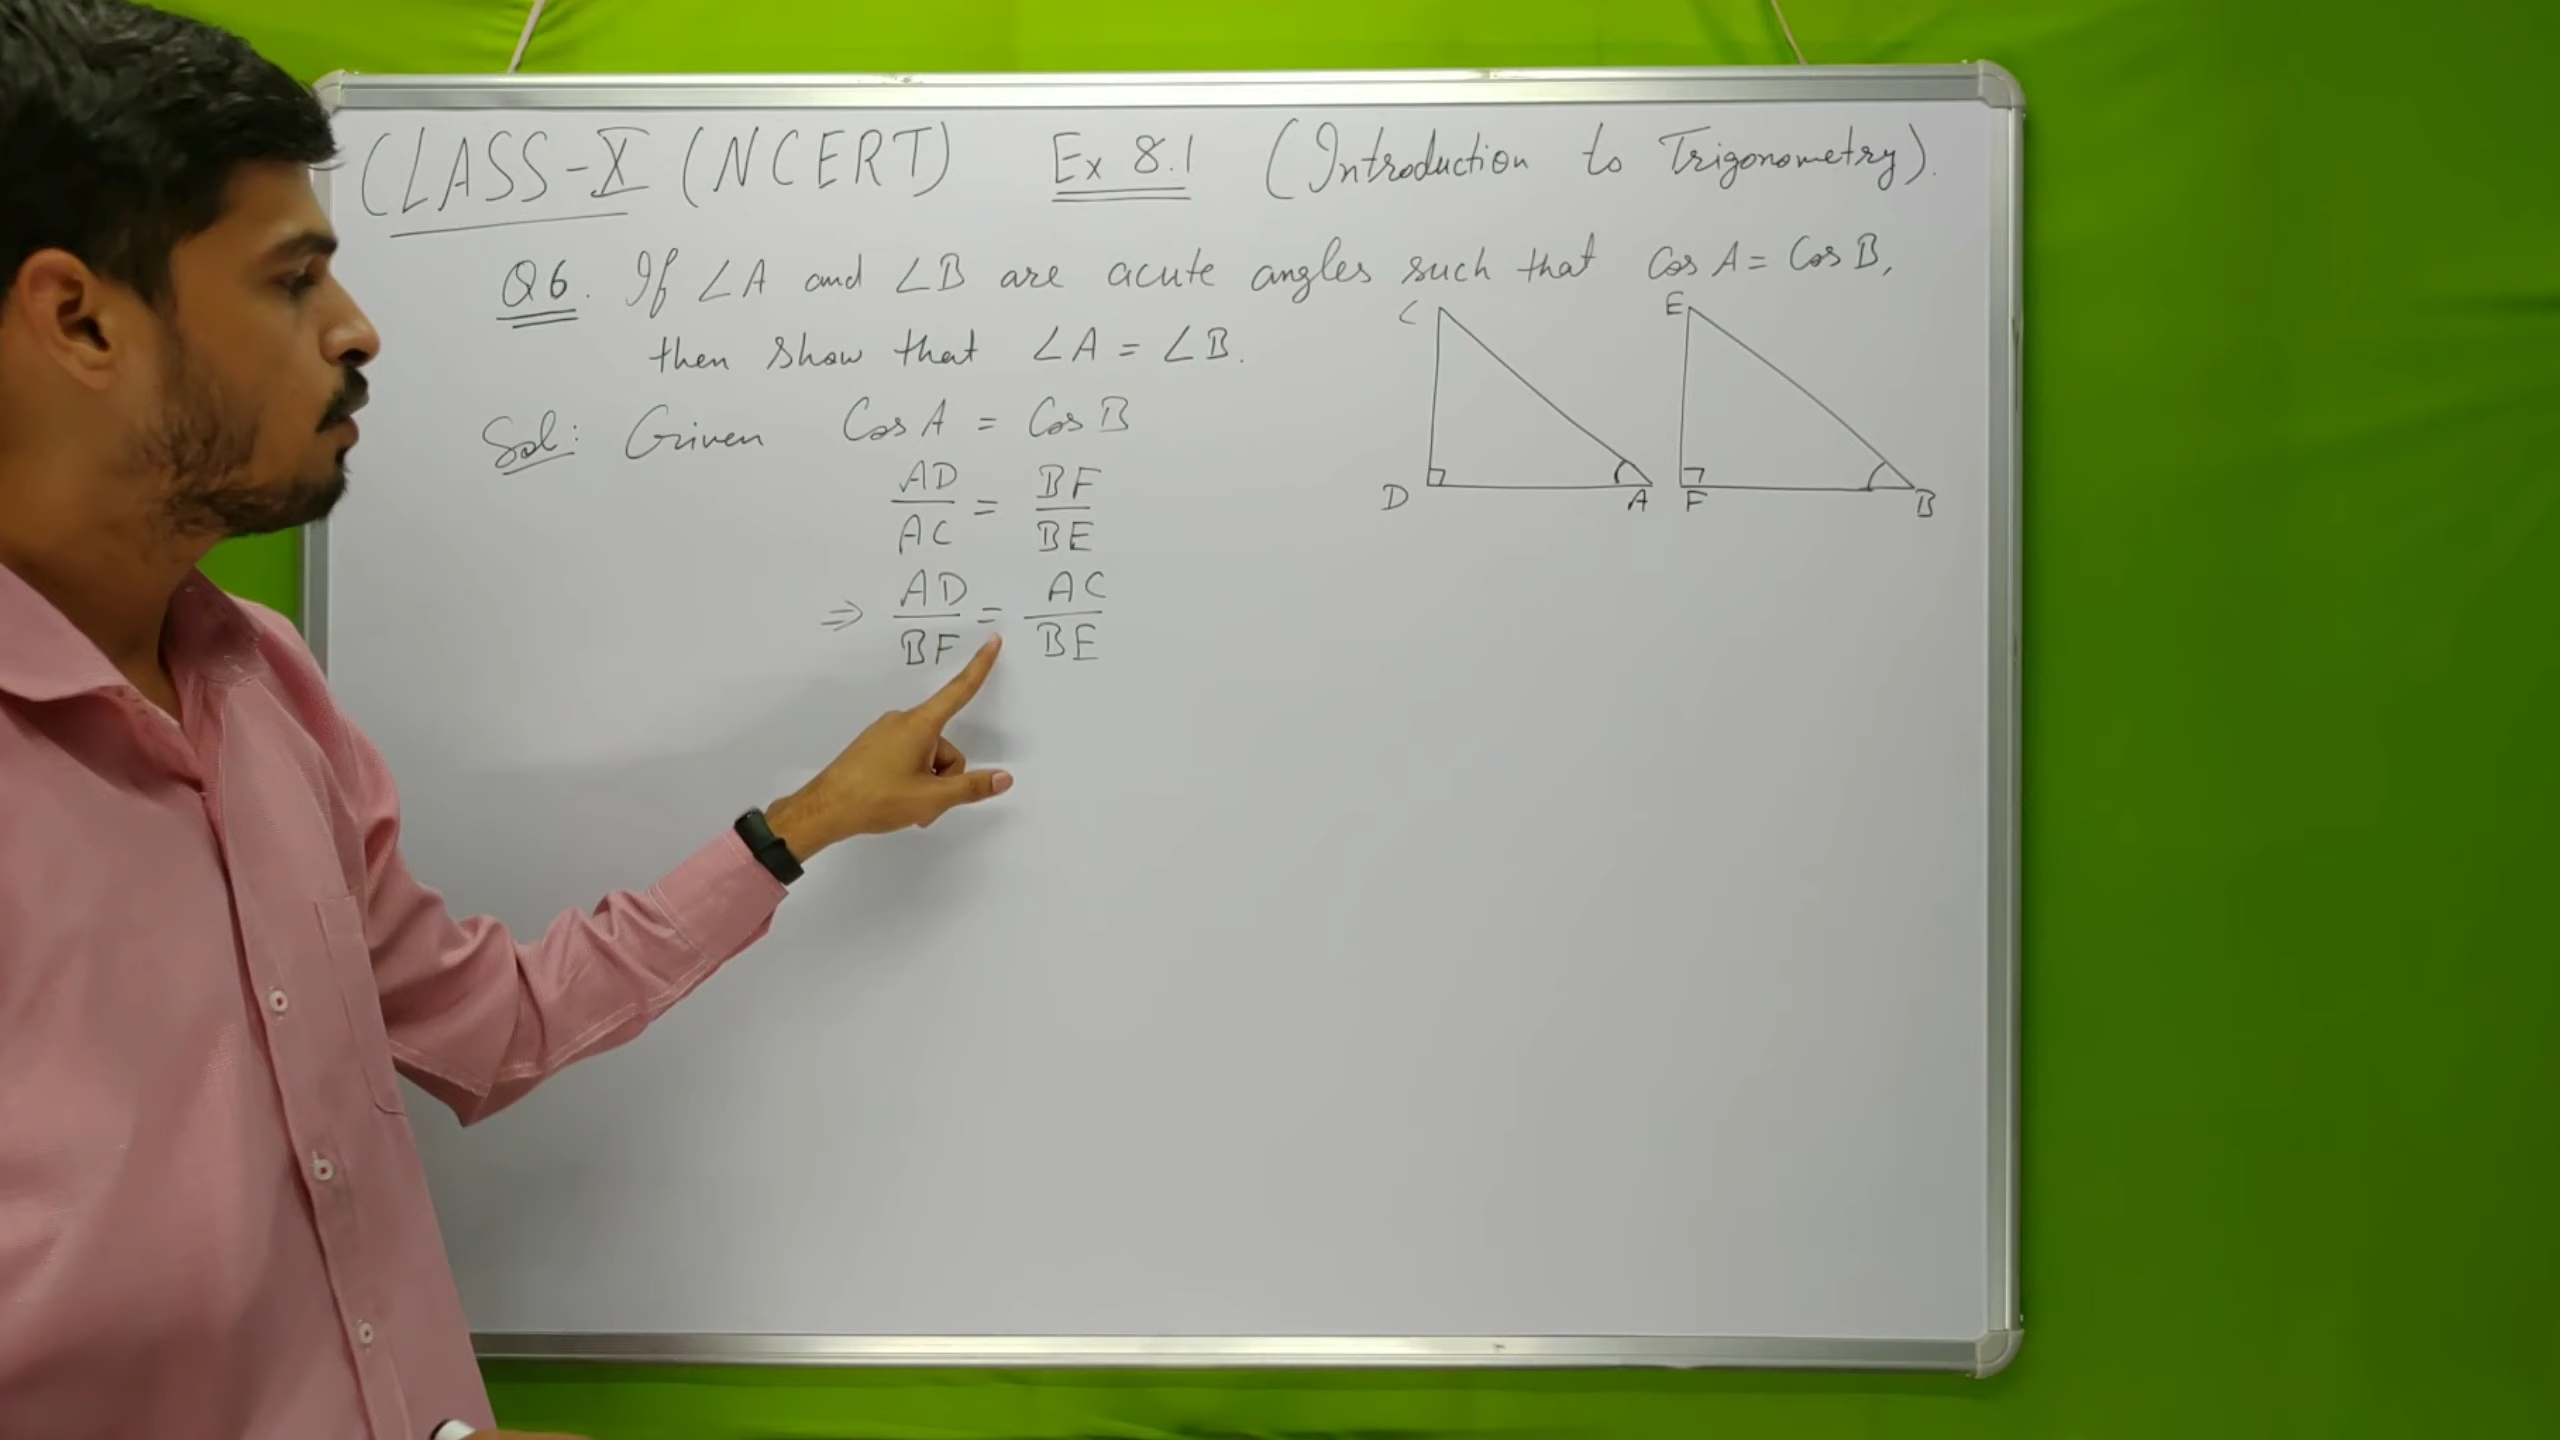 CLASS-X (NCERT) Ex 8.1 (Introduction to Trigonometry).
Q6. If ∠A and ∠B are acute angles such that Cos A = Cos B,
then show that ∠A = ∠B.
Sol: Given Cos A = Cos B
AD/AC = BF/BE
⇒ AD/BF = AC/BE
C E
D A F B